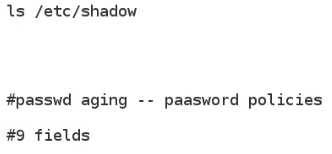 ls /etc/shadow
#passwd aging -- paasword policies
#9 fields